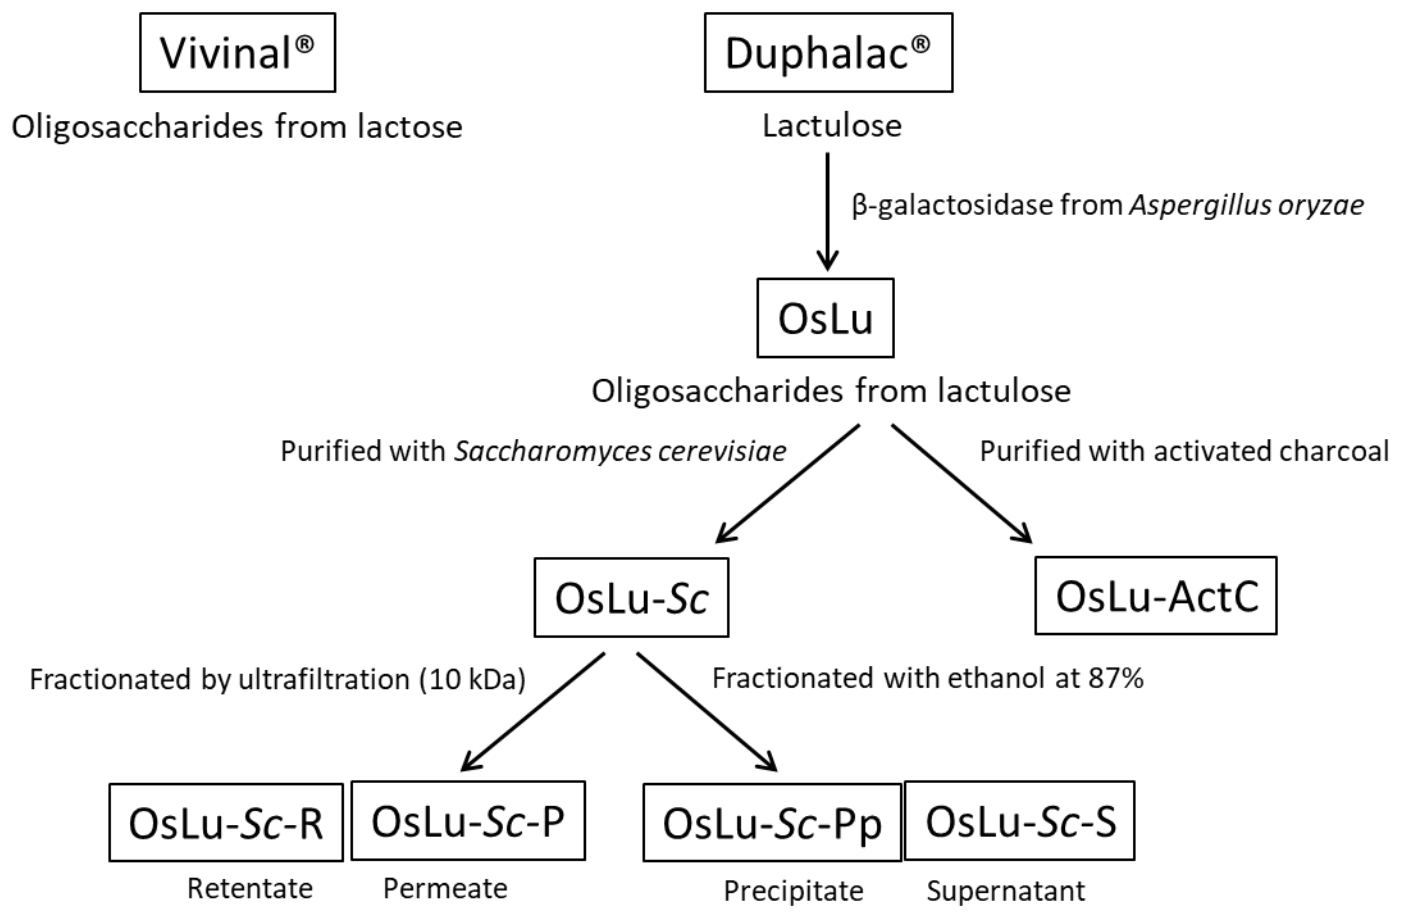 Vivinal®
Duphalac®
Oligosaccharides from lactose
Lactulose
β-galactosidase from Aspergillus oryzae
OsLu
Oligosaccharides from lactulose
Purified with Saccharomyces cerevisiae
Purified with activated charcoal
OsLu-Sc
OsLu-ActC
Fractionated by ultrafiltration (10 kDa)
Fractionated with ethanol at 87%
OsLu-Sc-R
OsLu-Sc-P
OsLu-Sc-Pp
OsLu-Sc-S
Retentate
Permeate
Precipitate
Supernatant